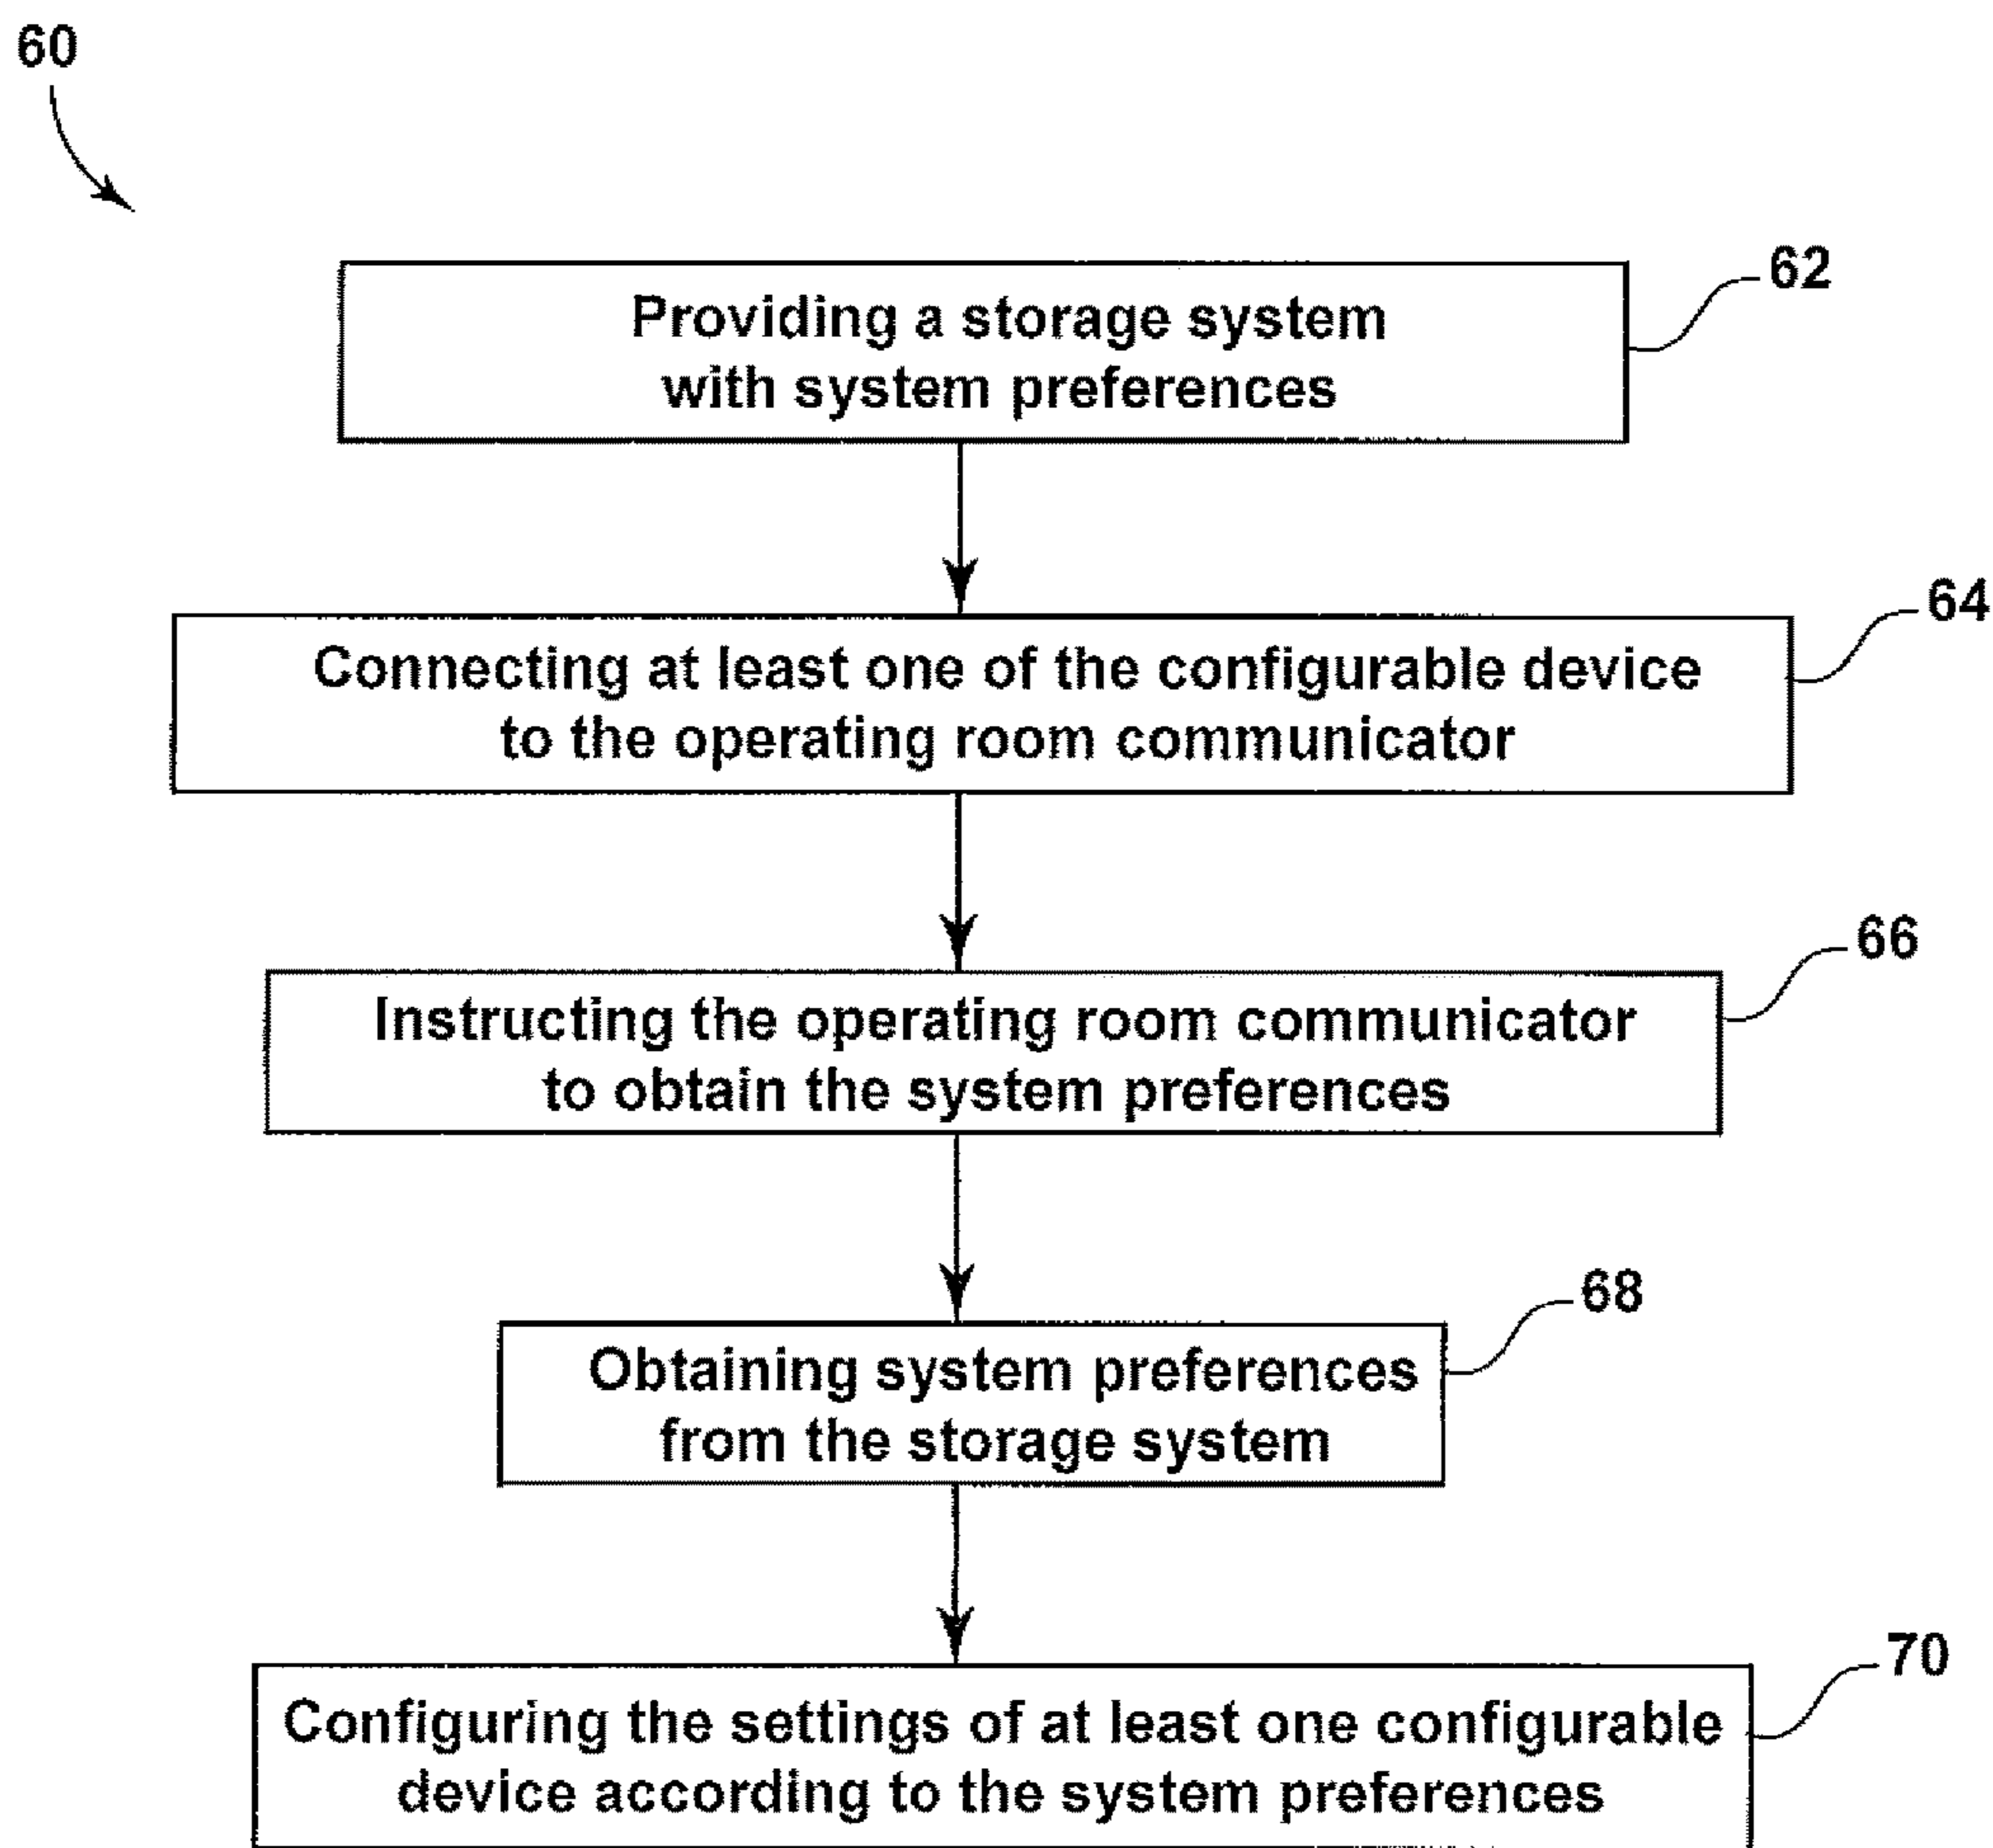 60
62
Providing a storage system
with system preferences
64
Connecting at least one of the configurable device
to the operating room communicator
66
Instructing the operating room communicator
to obtain the system preferences
68
Obtaining system preferences
from the storage system
70
Configuring the settings of at least one configurable
device according to the system preferences